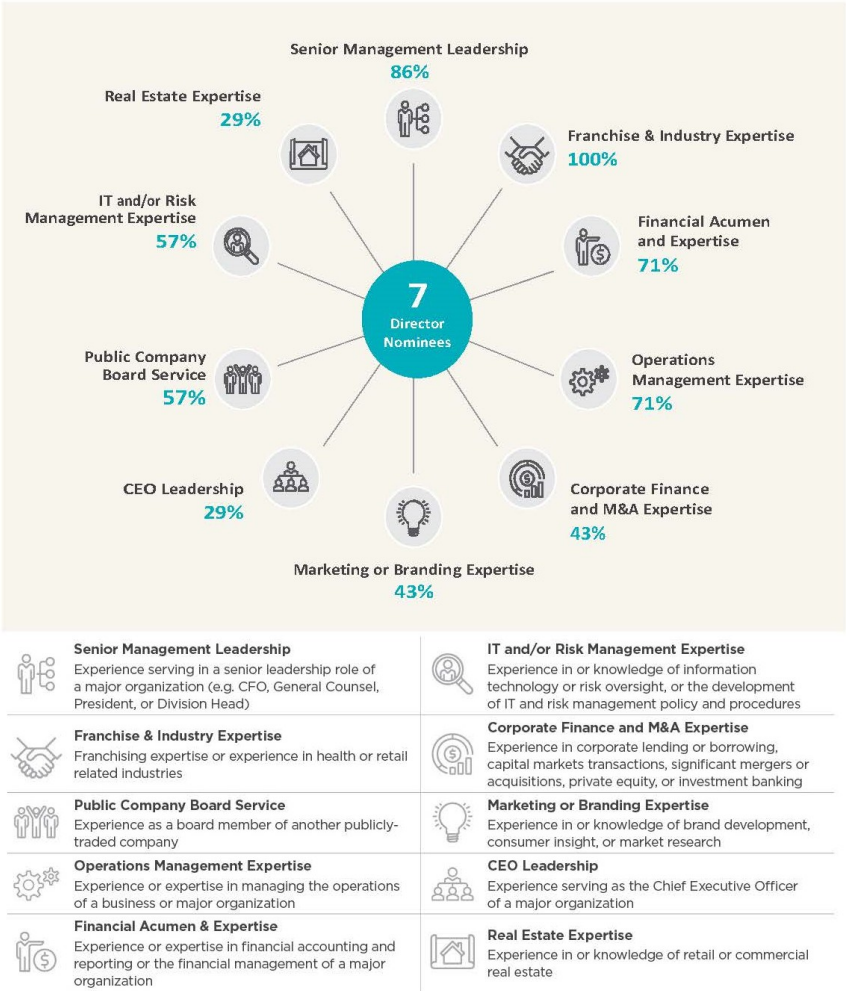 Senior Management Leadership
86%
Real Estate Expertise
29%
Franchise & Industry Expertise
100%
IT and/or Risk
Management Expertise
57%
Financial Acumen
and Expertise
71%
7
Director
Nominees
Public Company
Board Service
57%
Operations
Management Expertise
71%
CEO Leadership
29%
Corporate Finance
and M&A Expertise
43%
Marketing or Branding Expertise
43%
Senior Management Leadership
Experience serving in a senior leadership role of
a major organization (e.g. CFO, General Counsel,
President, or Division Head)
IT and/or Risk Management Expertise
Experience in or knowledge of information
technology or risk oversight, or the development
of IT and risk management policy and procedures
Franchise & Industry Expertise
Franchising expertise or experience in health or retail
related industries
Corporate Finance and M&A Expertise
Experience in corporate lending or borrowing,
capital markets transactions, significant mergers or
acquisitions, private equity, or investment banking
Public Company Board Service
Experience as a board member of another publicly-
traded company
Marketing or Branding Expertise
Experience in or knowledge of brand development,
consumer insight, or market research
Operations Management Expertise
Experience or expertise in managing the operations
of a business or major organization
CEO Leadership
Experience serving as the Chief Executive Officer
of a major organization
Financial Acumen & Expertise
Experience or expertise in financial accounting and
reporting or the financial management of a major
organization
Real Estate Expertise
Experience in or knowledge of retail or commercial
real estate